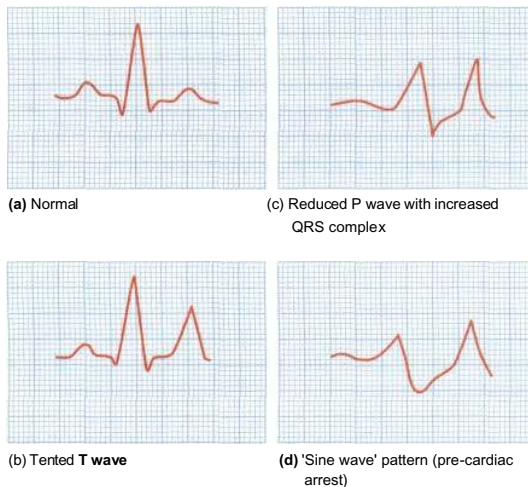 (a) Normal
(c) Reduced P wave with increased
QRS complex
(b) Tented T wave
(d) 'Sine wave' pattern (pre-cardiac
arrest)